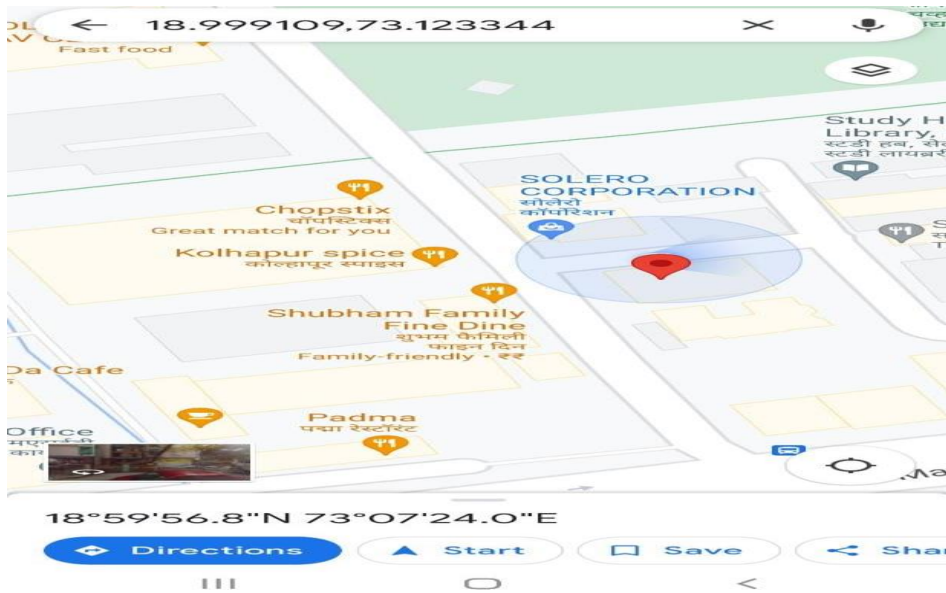 18.999109,73.123344
Fast food
Study H
Library,
स्टडी हब, से
स्टडी लायब्ररी
SOLERO
CORPORATION
सोलेरो
कॉर्पोरेशन
Chopstix
चॉपस्टिक्स
Great match for you
Kolhapur spice
कोल्हापूर स्पाइस
Shubham Family
Fine Dine
शुभम फॅमिली
फाइन दिन
Family-friendly • ₹₹
Da Cafe
Padma
पद्मा रेस्टॉरंट
Office
18°59'56.8"N 73°07'24.0"E
Directions
Start
Save
Shar